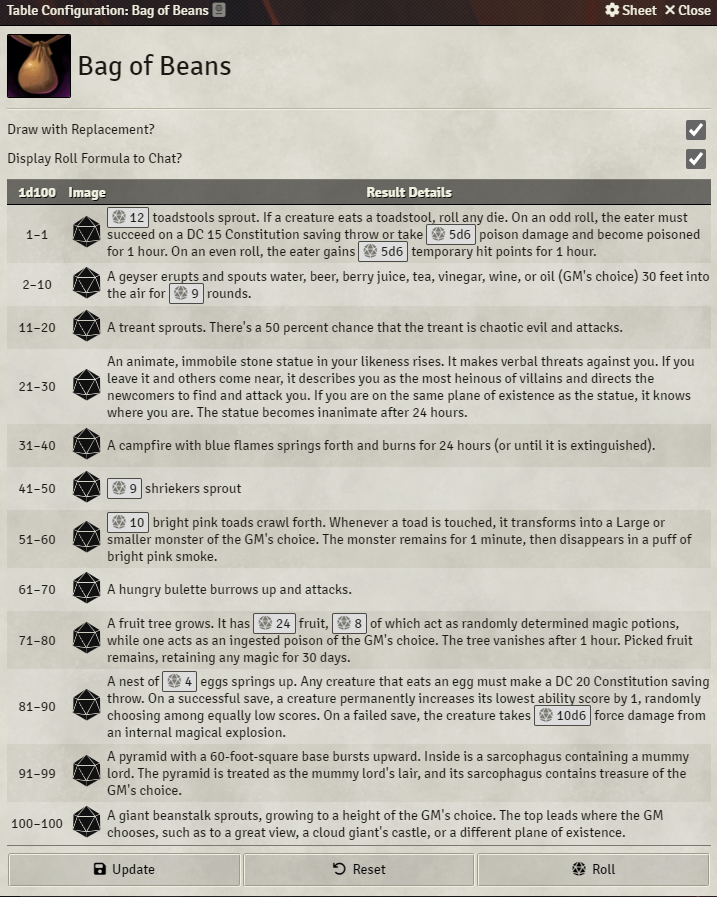 Table Configuration: Bag of Beans
Sheet Close
Bag of Beans
Draw with Replacement?
Display Roll Formula to Chat?
1d100 Image Result Details
1–1
12 toadstools sprout. If a creature eats a toadstool, roll any die. On an odd roll, the eater must
succeed on a DC 15 Constitution saving throw or take 5d6 poison damage and become poisoned
for 1 hour. On an even roll, the eater gains 5d6 temporary hit points for 1 hour.
2–10
A geyser erupts and spouts water, beer, berry juice, tea, vinegar, wine, or oil (GM's choice) 30 feet into
the air for 9 rounds.
11–20
A treant sprouts. There's a 50 percent chance that the treant is chaotic evil and attacks.
21–30
An animate, immobile stone statue in your likeness rises. It makes verbal threats against you. If you
leave it and others come near, it describes you as the most heinous of villains and directs the
newcomers to find and attack you. If you are on the same plane of existence as the statue, it knows
where you are. The statue becomes inanimate after 24 hours.
31–40
A campfire with blue flames springs forth and burns for 24 hours (or until it is extinguished).
41–50
9 shriekers sprout
51–60
10 bright pink toads crawl forth. Whenever a toad is touched, it transforms into a Large or
smaller monster of the GM's choice. The monster remains for 1 minute, then disappears in a puff of
bright pink smoke.
61–70
A hungry bulette burrows up and attacks.
71–80
A fruit tree grows. It has 24 fruit, 8 of which act as randomly determined magic potions,
while one acts as an ingested poison of the GM's choice. The tree vanishes after 1 hour. Picked fruit
remains, retaining any magic for 30 days.
81–90
A nest of 4 eggs springs up. Any creature that eats an egg must make a DC 20 Constitution saving
throw. On a successful save, a creature permanently increases its lowest ability score by 1, randomly
choosing among equally low scores. On a failed save, the creature takes 10d6 force damage from
an internal magical explosion.
91–99
A pyramid with a 60-foot-square base bursts upward. Inside is a sarcophagus containing a mummy
lord. The pyramid is treated as the mummy lord's lair, and its sarcophagus contains treasure of the
GM's choice.
100–100
A giant beanstalk sprouts, growing to a height of the GM's choice. The top leads where the GM
chooses, such as to a great view, a cloud giant's castle, or a different plane of existence.
Update Reset Roll